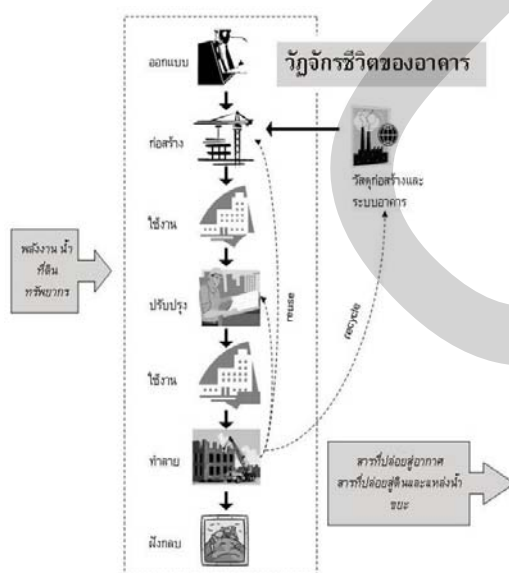 วัฏจักรชีวิตของอาคาร
ออกแบบ
ก่อสร้าง
วัสดุก่อสร้างและ
ระบบอาคาร
ใช้งาน
พลังงาน น้ำ
ที่ดิน
ทรัพยากร
ปรับปรุง
reuse
recycle
ใช้งาน
ทำลาย
สารที่ปล่อยสู่อากาศ
สารที่ปล่อยสู่ดินและแหล่งน้ำ
ขยะ
ฝังกลบ